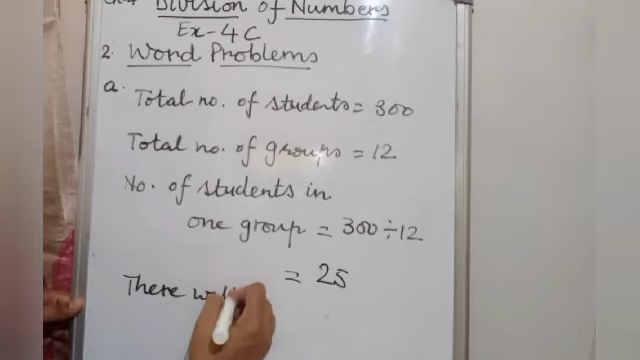 Division of Numbers
Ex-4C
2. Word Problems
a. Total no. of students = 300
Total no. of groups = 12
No. of students in
one group = 300 ÷ 12
= 25
There